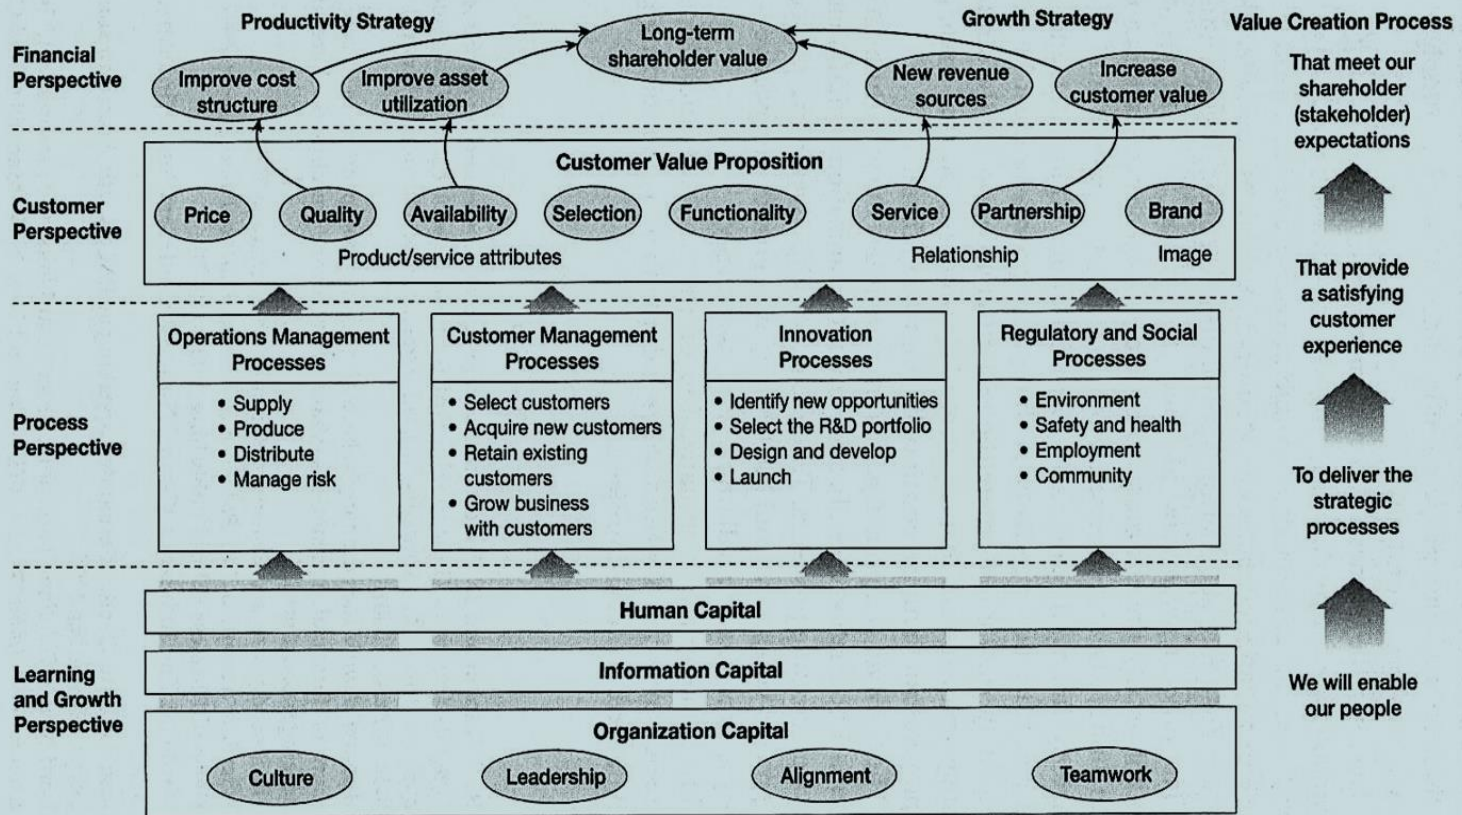 Productivity Strategy
Growth Strategy
Value Creation Process
Financial
Perspective
Long-term
shareholder value
Improve cost
structure
Improve asset
utilization
New revenue
sources
Increase
customer value
That meet our
shareholder
(stakeholder)
expectations
Customer
Perspective
Customer Value Proposition
Price
Quality
Availability
Selection
Functionality
Service
Partnership
Brand
Product/service attributes
Relationship
Image
That provide
a satisfying
customer
experience
Process
Perspective
Operations Management
Processes
• Supply
• Produce
• Distribute
• Manage risk
Customer Management
Processes
• Select customers
• Acquire new customers
• Retain existing
customers
• Grow business
with customers
Innovation
Processes
• Identify new opportunities
• Select the R&D portfolio
• Design and develop
• Launch
Regulatory and Social
Processes
• Environment
• Safety and health
• Employment
• Community
To deliver the
strategic
processes
Learning
and Growth
Perspective
Human Capital
Information Capital
Organization Capital
Culture
Leadership
Alignment
Teamwork
We will enable
our people